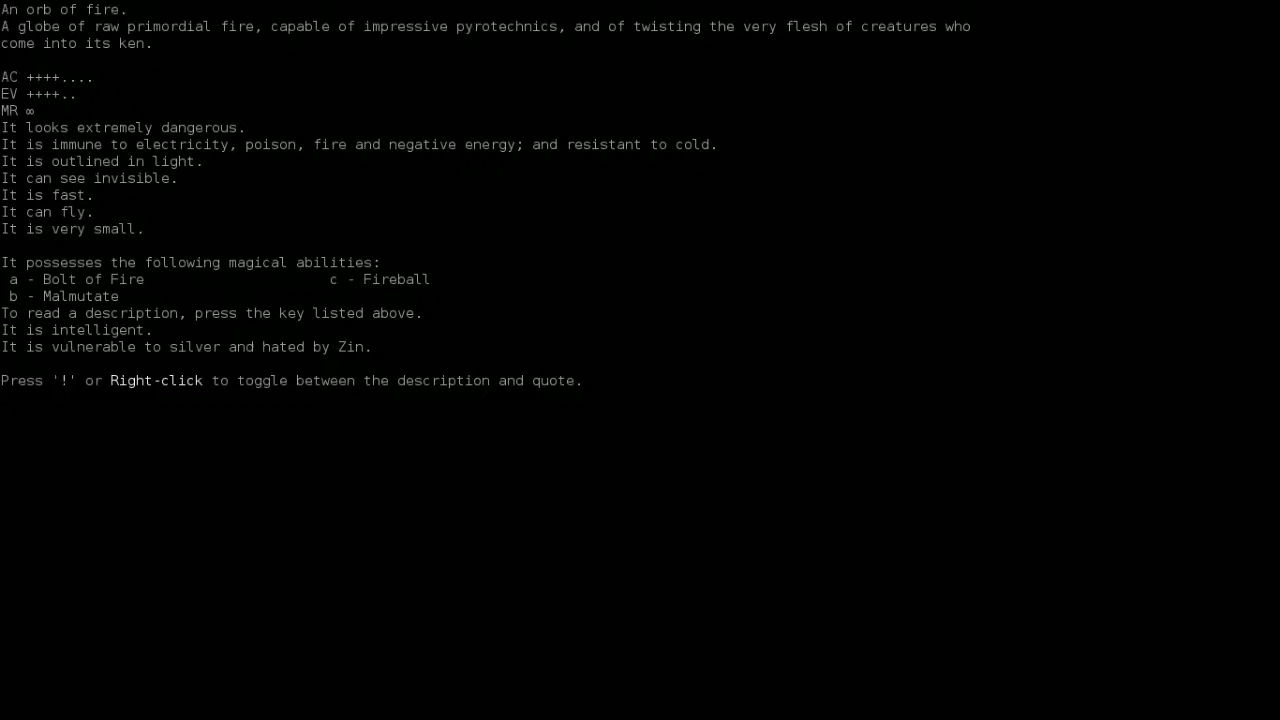 An orb of fire.
A globe of raw primordial fire, capable of impressive pyrotechnics, and of twisting the very flesh of creatures who
come into its ken.
AC ++++....
EV ++++..
MR ∞
It looks extremely dangerous.
It is immune to electricity, poison, fire and negative energy; and resistant to cold.
It is outlined in light.
It can see invisible.
It is fast.
It can fly.
It is very small.
It possesses the following magical abilities:
a - Bolt of Fire c - Fireball
b - Malmutate
To read a description, press the key listed above.
It is intelligent.
It is vulnerable to silver and hated by Zin.
Press '!' or Right-click to toggle between the description and quote.